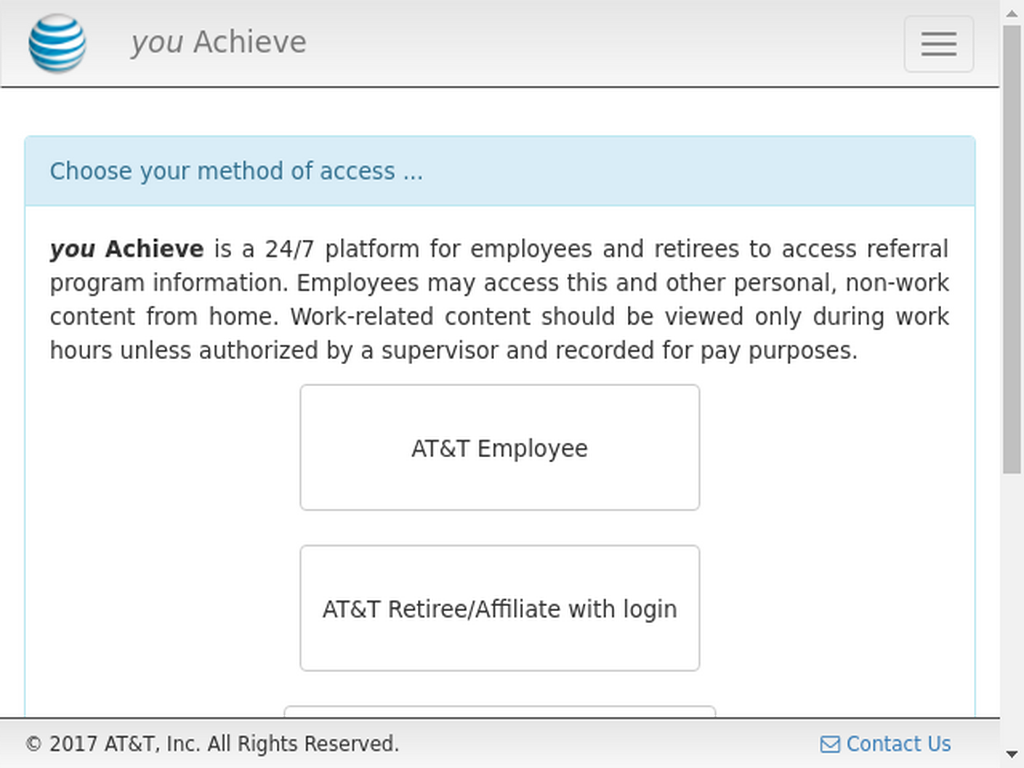 you Achieve
Choose your method of access ...
you Achieve is a 24/7 platform for employees and retirees to access referral
program information. Employees may access this and other personal, non-work
content from home. Work-related content should be viewed only during work
hours unless authorized by a supervisor and recorded for pay purposes.
AT&T Employee
AT&T Retiree/Affiliate with login
© 2017 AT&T, Inc. All Rights Reserved.
Contact Us